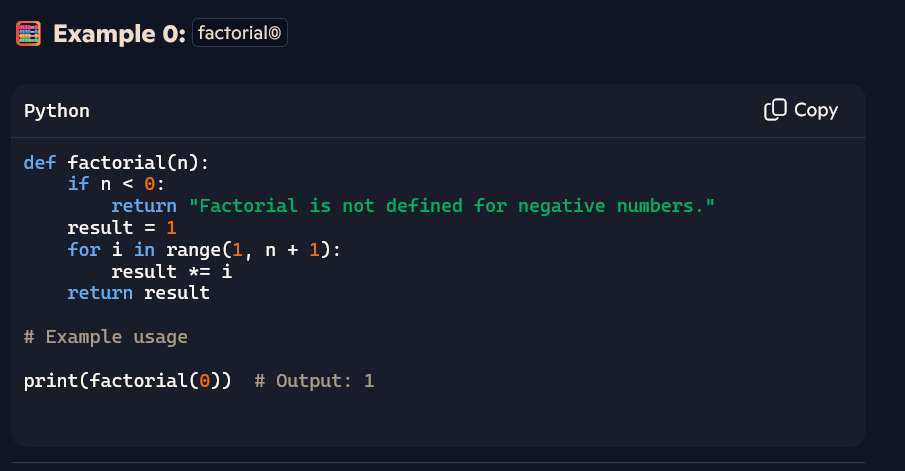 Example 0: factorial0
Python
Copy
def factorial(n):
    if n < 0:
        return "Factorial is not defined for negative numbers."
    result = 1
    for i in range(1, n + 1):
        result *= i
    return result
# Example usage
print(factorial(0))  # Output: 1